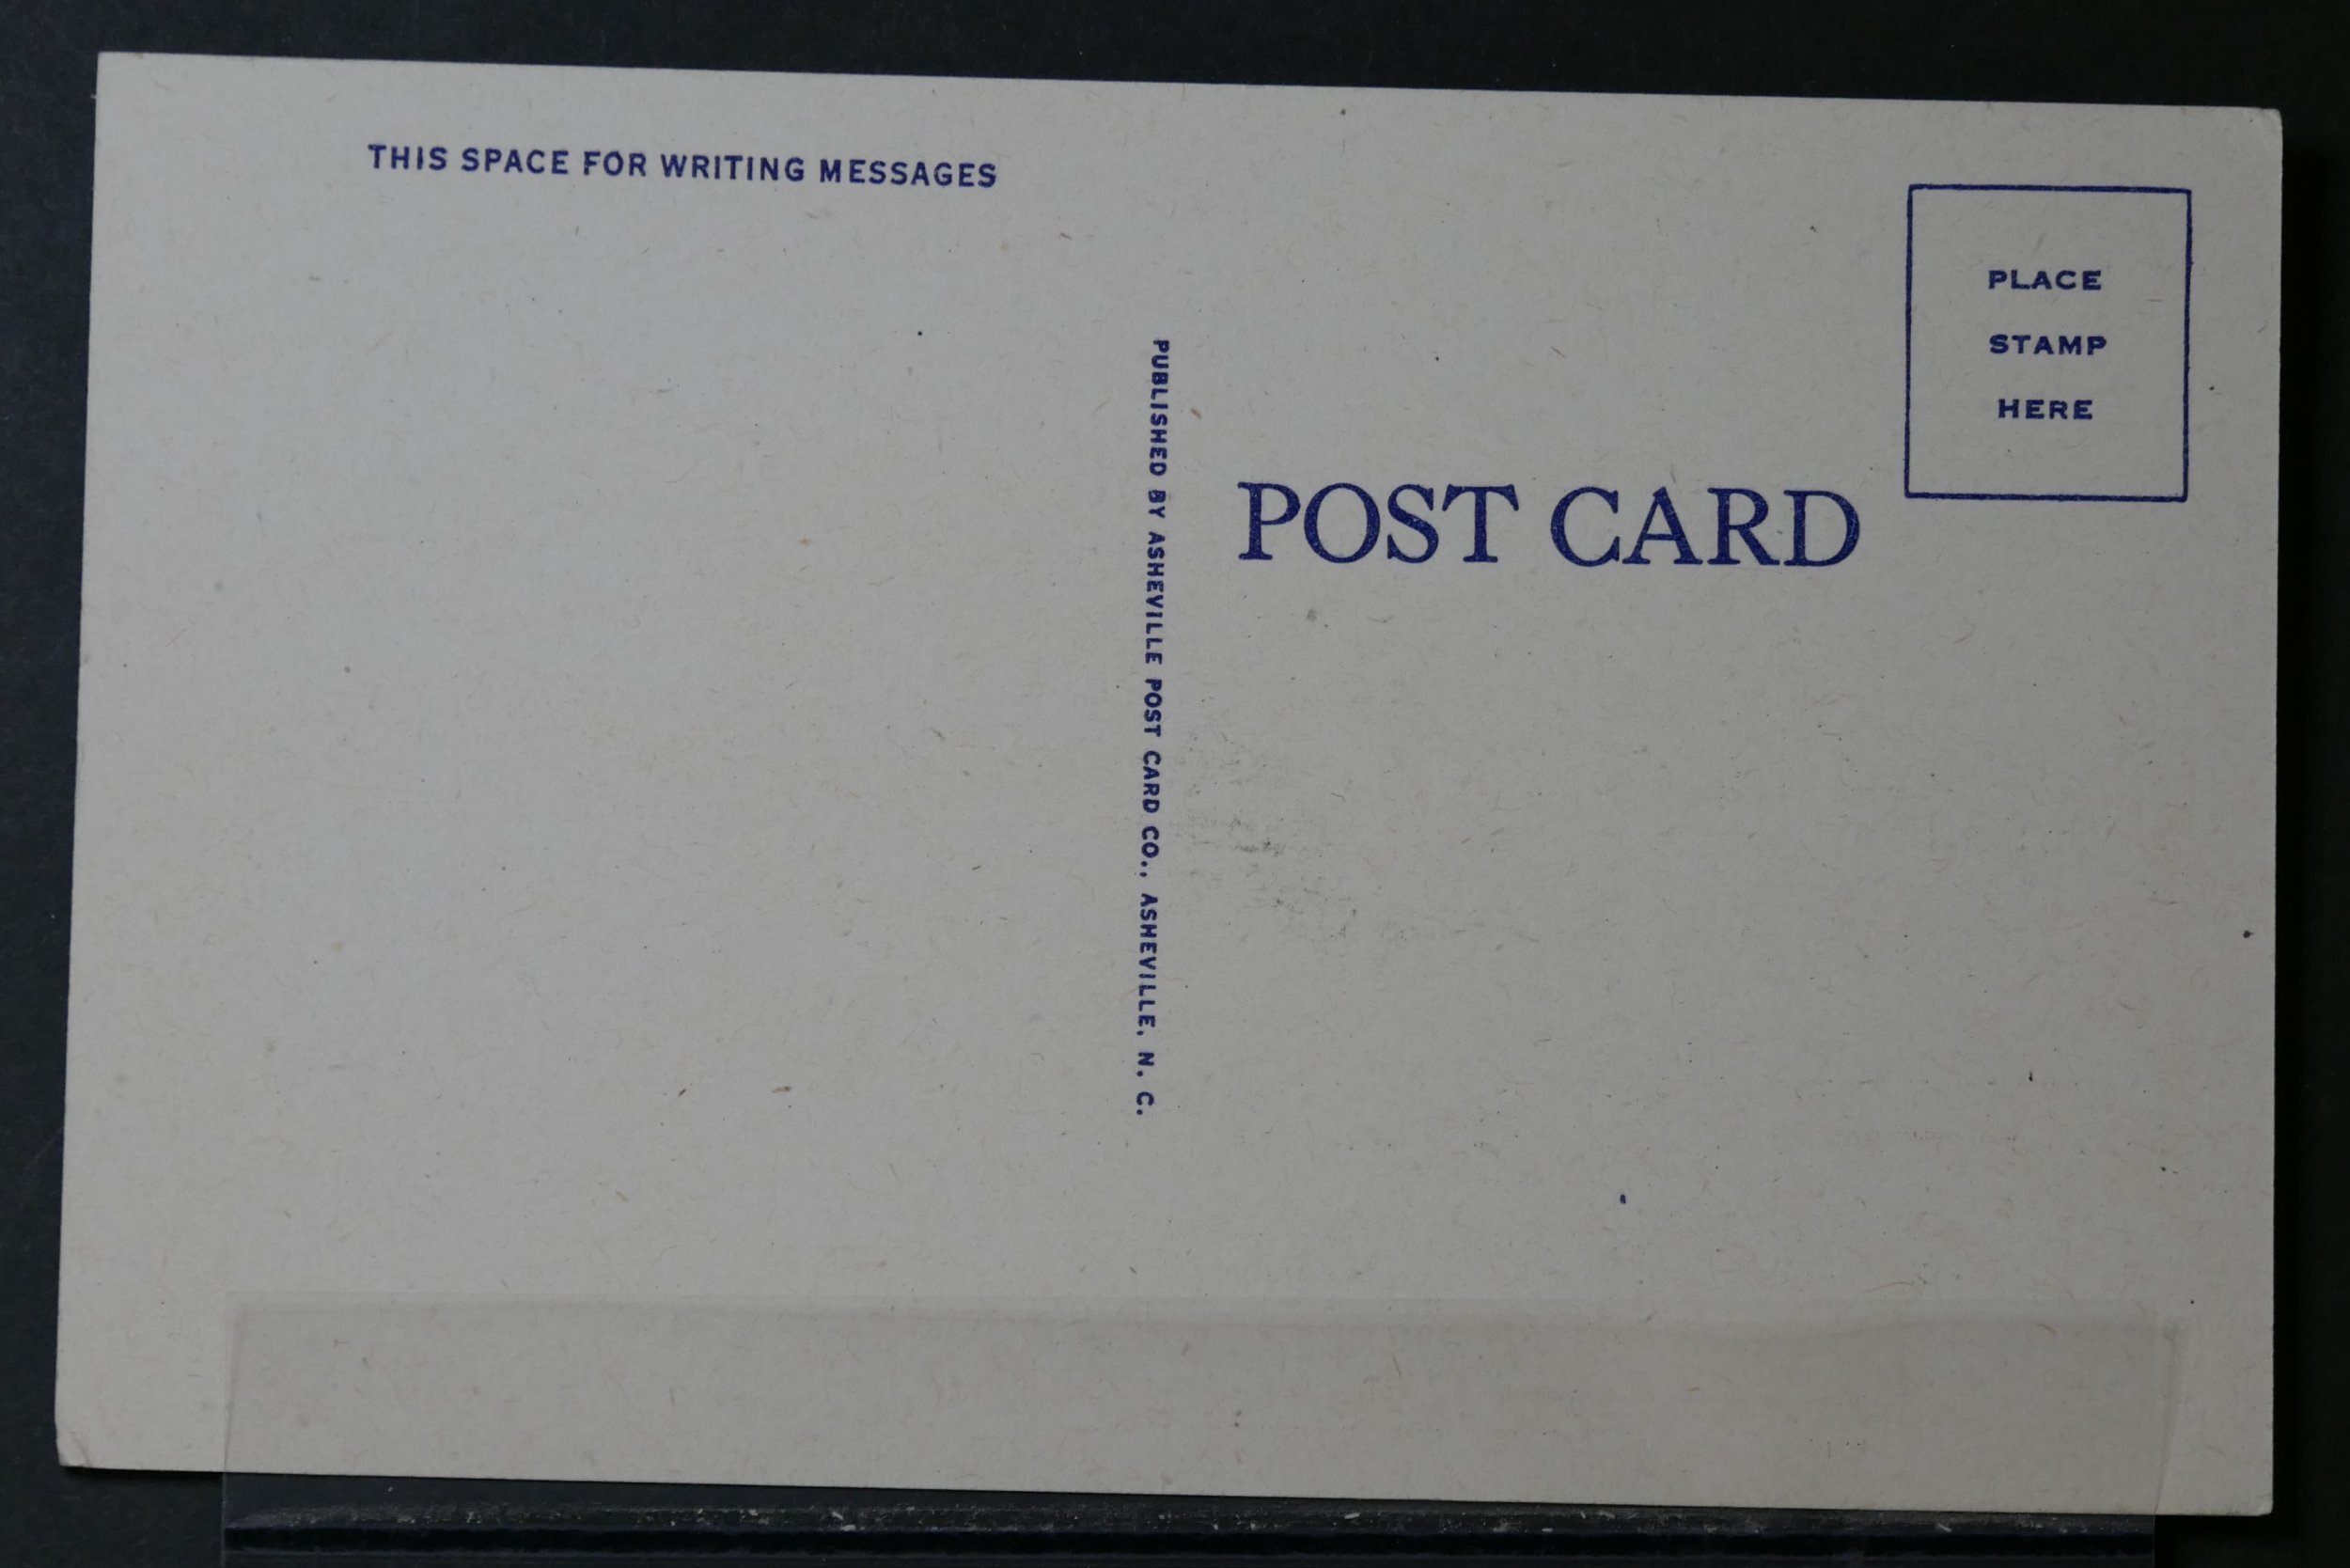 THIS SPACE FOR WRITING MESSAGES
PUBLISHED BY ASHEVILLE POST CARD CO., ASHEVILLE, N. C.
POST CARD
PLACE
STAMP
HERE